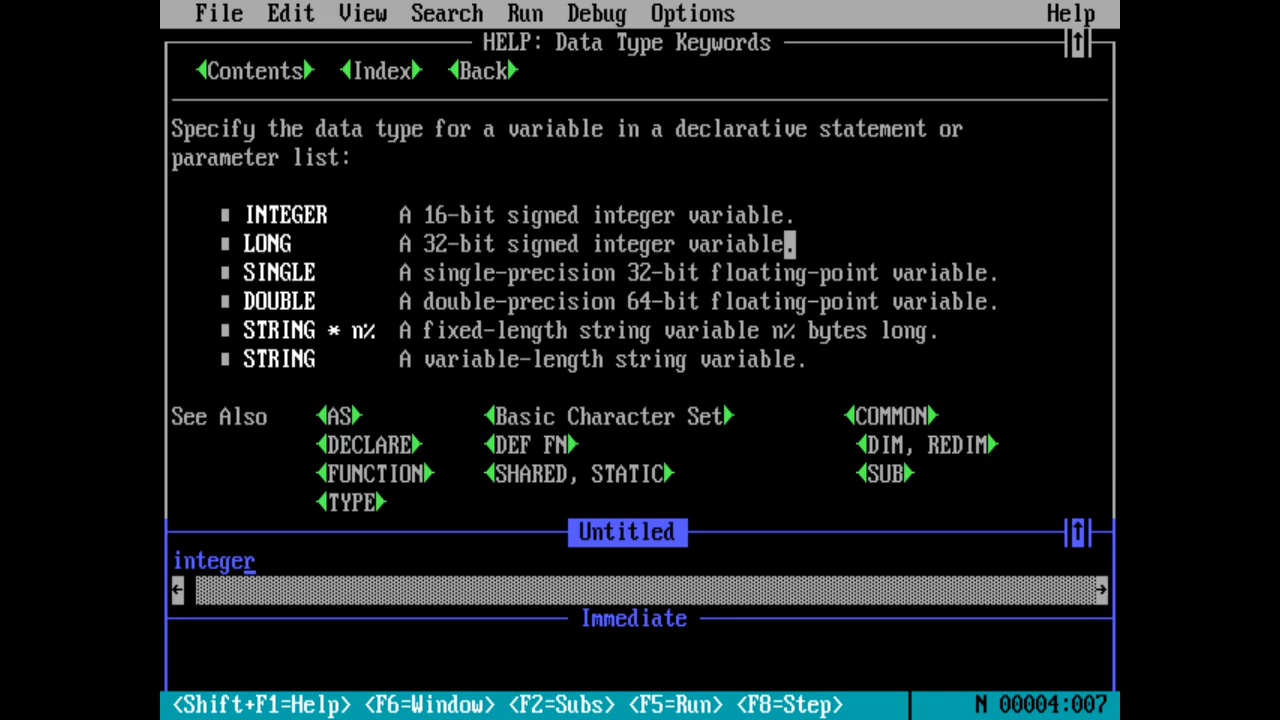 File Edit View Search Run Debug Options Help
HELP: Data Type Keywords ↑
◄Contents► ◄Index► ◄Back►
Specify the data type for a variable in a declarative statement or
parameter list:
■ INTEGER A 16-bit signed integer variable.
■ LONG A 32-bit signed integer variable.
■ SINGLE A single-precision 32-bit floating-point variable.
■ DOUBLE A double-precision 64-bit floating-point variable.
■ STRING * n% A fixed-length string variable n% bytes long.
■ STRING A variable-length string variable.
See Also ◄AS► ◄Basic Character Set► ◄COMMON►
◄DECLARE► ◄DEF FN► ◄DIM, REDIM►
◄FUNCTION► ◄SHARED, STATIC► ◄SUB►
◄TYPE►
Untitled ↑
integer
← →
Immediate
<Shift+F1=Help> <F6=Window> <F2=Subs> <F5=Run> <F8=Step> N 00004:007